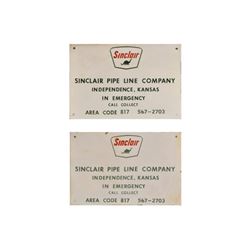 Sinclair
SINCLAIR PIPE LINE COMPANY
INDEPENDENCE, KANSAS
IN EMERGENCY
CALL COLLECT
AREA CODE 817 567-2703
Sinclair
SINCLAIR PIPE LINE COMPANY
INDEPENDENCE, KANSAS
IN EMERGENCY
CALL COLLECT
AREA CODE 817 567-2703